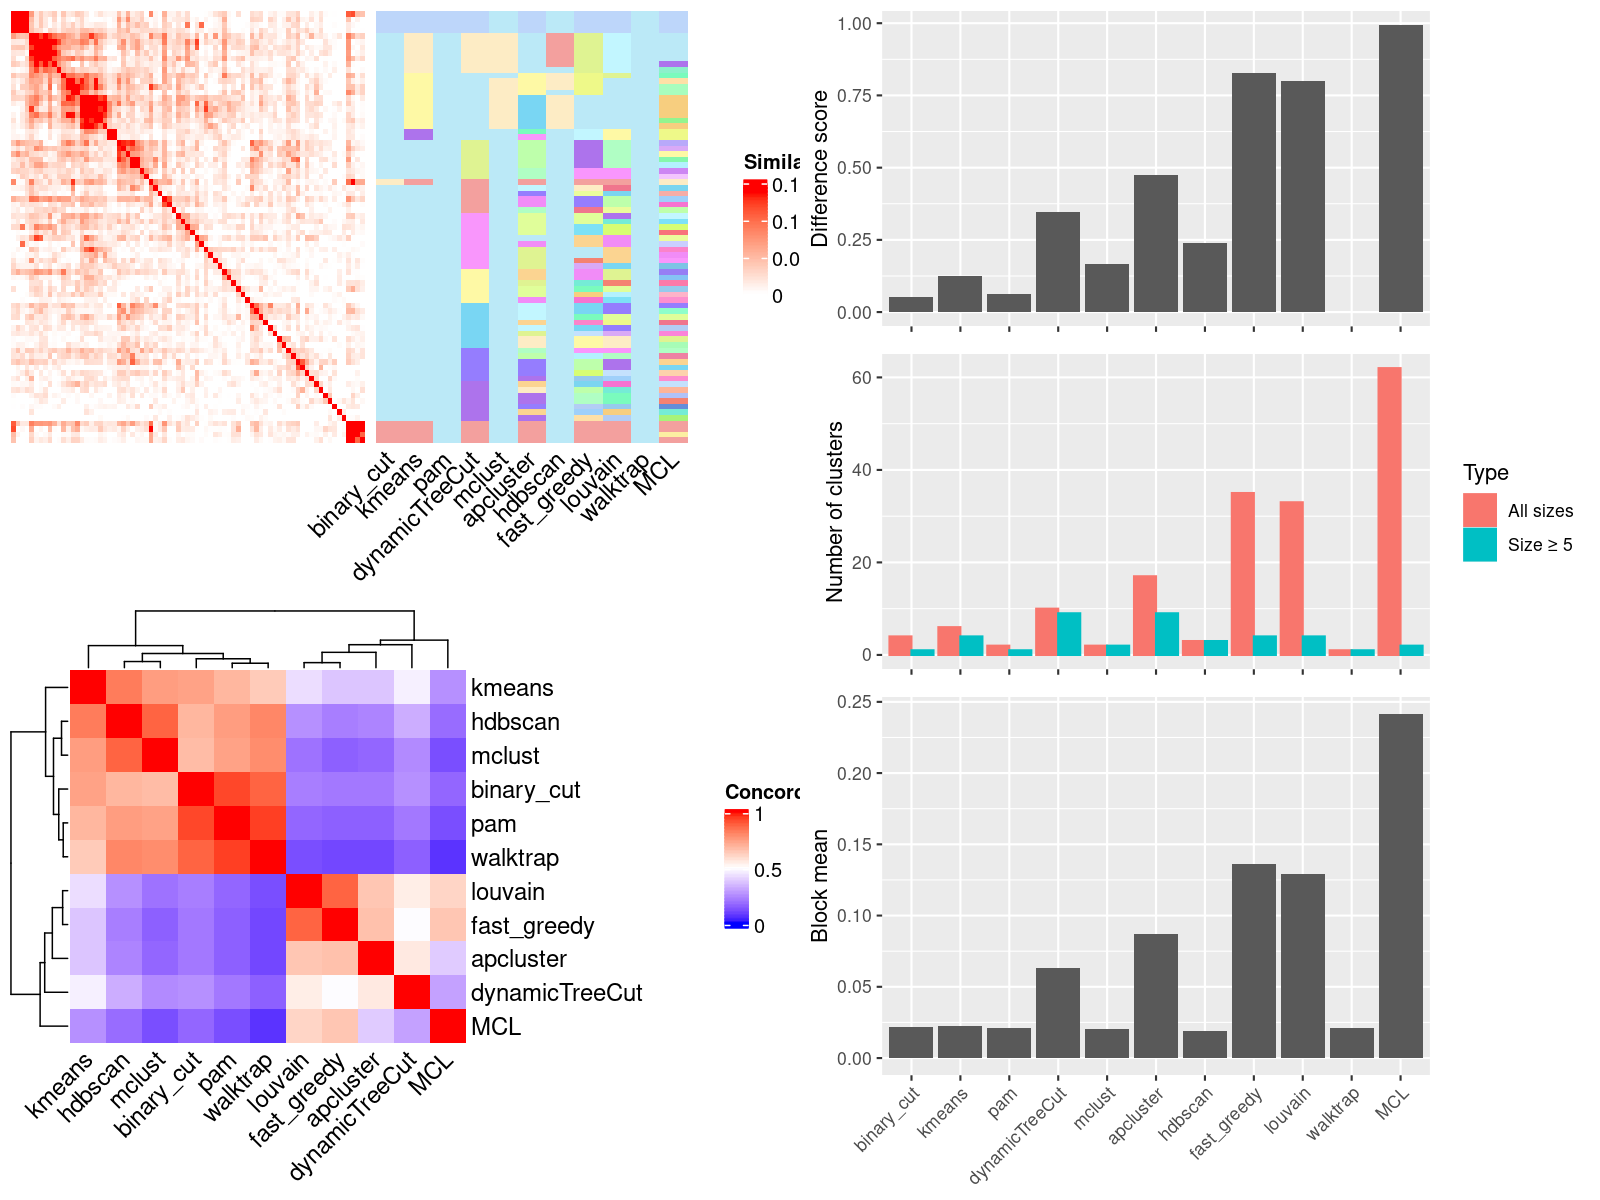 Simila
0.1
0.1
0.0
0
binary_cut
kmeans
pam
dynamicTreeCut
mclust
apcluster
hdbscan
fast_greedy
louvain
walktrap
MCL
kmeans
hdbscan
mclust
binary_cut
pam
walktrap
louvain
fast_greedy
apcluster
dynamicTreeCut
MCL
kmeans
hdbscan
mclust
binary_cut
pam
walktrap
louvain
fast_greedy
apcluster
dynamicTreeCut
MCL
Concord
1
0.5
0
Difference score
1.00
0.75
0.50
0.25
0.00
Number of clusters
60
40
20
0
Type
All sizes
Size ≥ 5
Block mean
0.25
0.20
0.15
0.10
0.05
0.00
binary_cut
kmeans
pam
dynamicTreeCut
mclust
apcluster
hdbscan
fast_greedy
louvain
walktrap
MCL